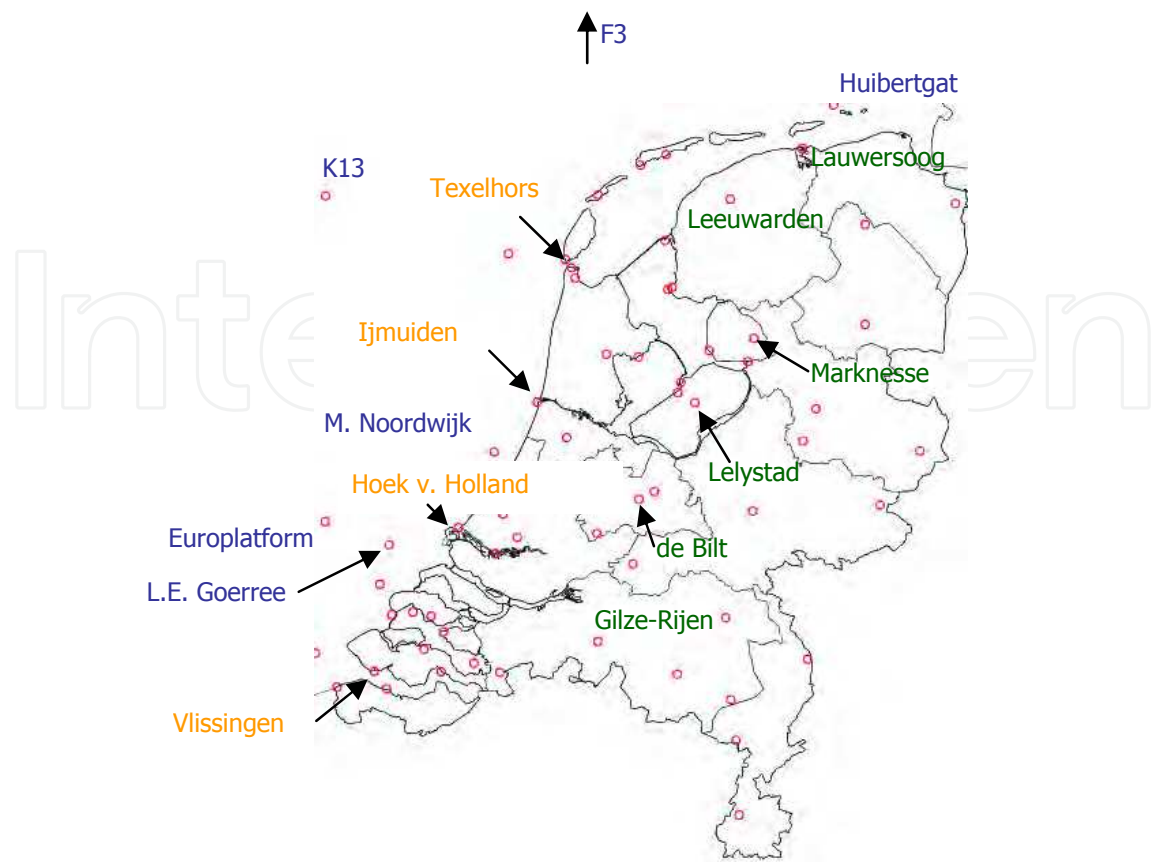 F3
Huibertgat
Lauwersoog
K13
Texelhors
Leeuwarden
Ijmuiden
Marknesse
M. Noordwijk
Lelystad
Hoek v. Holland
Europlatform
de Bilt
L.E. Goerree
Gilze-Rijen
Vlissingen